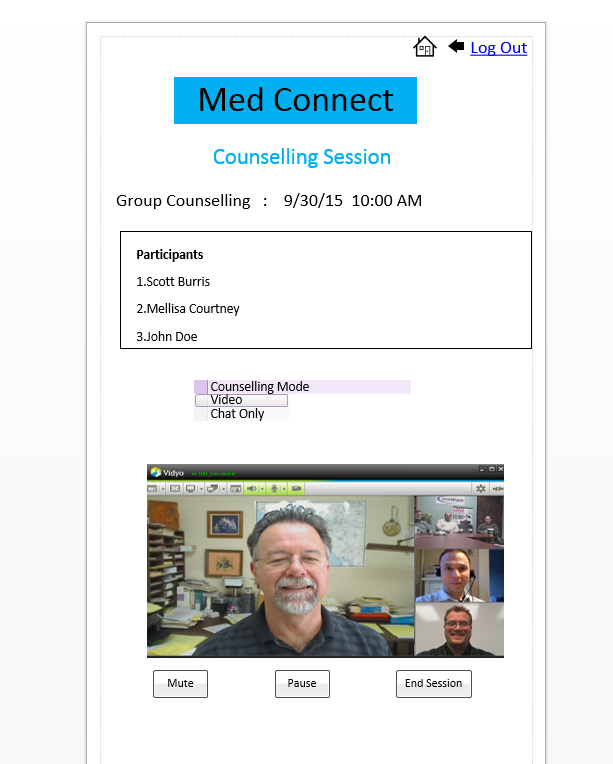 Log Out
Med Connect
Counselling Session
Group Counselling : 9/30/15 10:00 AM
Participants
1.Scott Burris
2.Mellisa Courtney
3.John Doe
Counselling Mode
Video
Chat Only
Vidyo
Mute
Pause
End Session